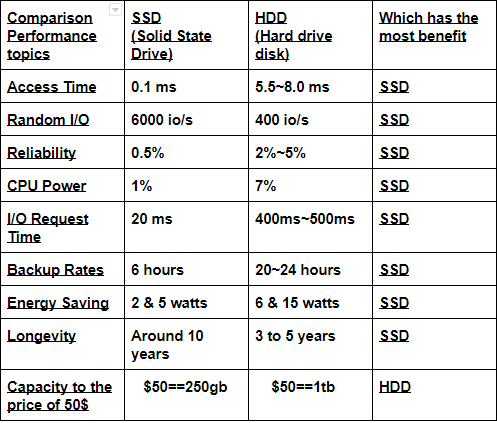 Comparison Performance topics | SSD (Solid State Drive) | HDD (Hard drive disk) | Which has the most benefit
Access Time | 0.1 ms | 5.5~8.0 ms | SSD
Random I/O | 6000 io/s | 400 io/s | SSD
Reliability | 0.5% | 2%~5% | SSD
CPU Power | 1% | 7% | SSD
I/O Request Time | 20 ms | 400ms~500ms | SSD
Backup Rates | 6 hours | 20~24 hours | SSD
Energy Saving | 2 & 5 watts | 6 & 15 watts | SSD
Longevity | Around 10 years | 3 to 5 years | SSD
Capacity to the price of 50$ | $50==250gb | $50==1tb | HDD